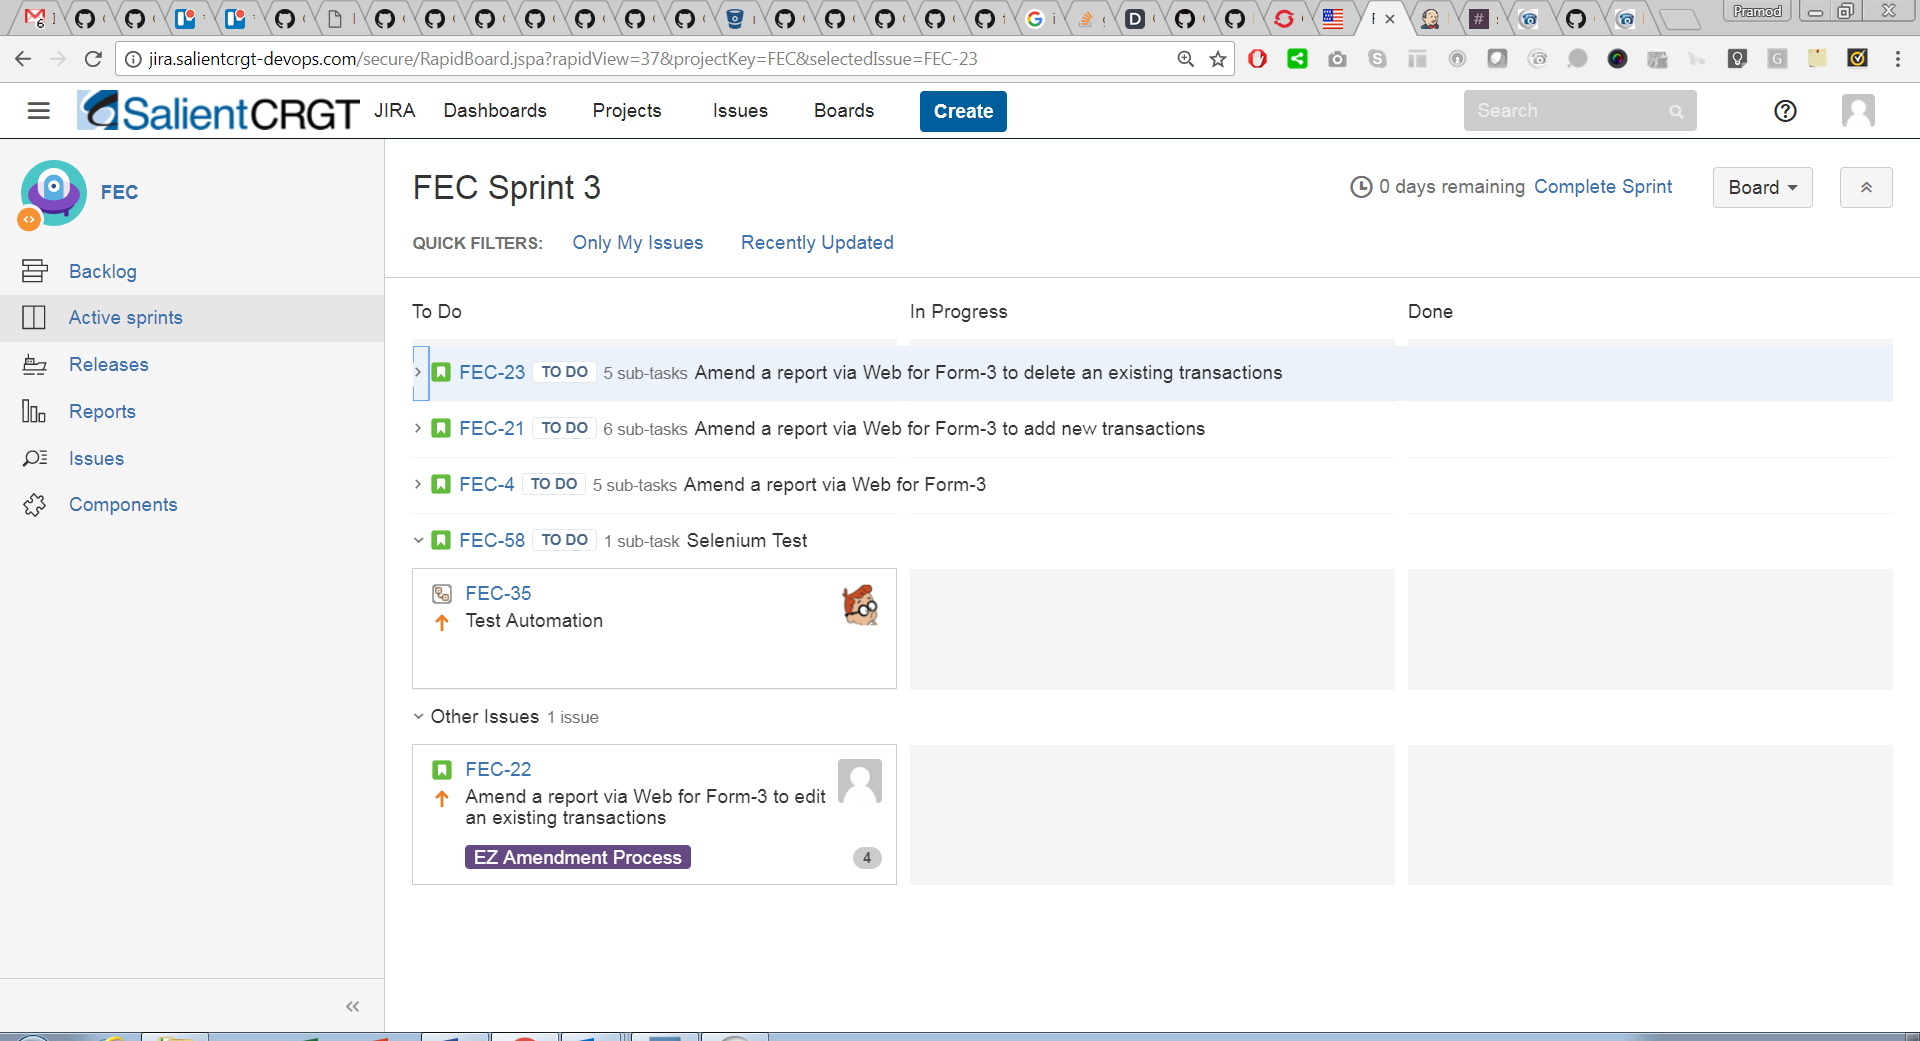 Pramod
jira.salientcrgt-devops.com/secure/RapidBoard.jspa?rapidView=37&projectKey=FEC&selectedIssue=FEC-23
SalientCRGT JIRA Dashboards Projects Issues Boards Create Search
FEC
Backlog
Active sprints
Releases
Reports
Issues
Components
FEC Sprint 3
0 days remaining Complete Sprint Board
QUICK FILTERS: Only My Issues Recently Updated
To Do In Progress Done
FEC-23 TO DO 5 sub-tasks Amend a report via Web for Form-3 to delete an existing transactions
FEC-21 TO DO 6 sub-tasks Amend a report via Web for Form-3 to add new transactions
FEC-4 TO DO 5 sub-tasks Amend a report via Web for Form-3
FEC-58 TO DO 1 sub-task Selenium Test
FEC-35
Test Automation
Other Issues 1 issue
FEC-22
Amend a report via Web for Form-3 to edit
an existing transactions
EZ Amendment Process 4